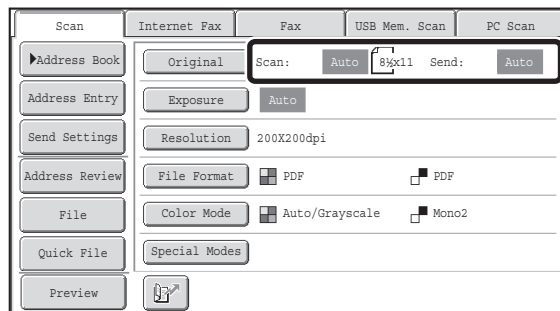 Scan Internet Fax Fax USB Mem. Scan PC Scan
Address Book Original Scan: Auto 8½x11 Send: Auto
Address Entry Exposure Auto
Send Settings Resolution 200X200dpi
Address Review File Format PDF PDF
File Color Mode Auto/Grayscale Mono2
Quick File Special Modes
Preview